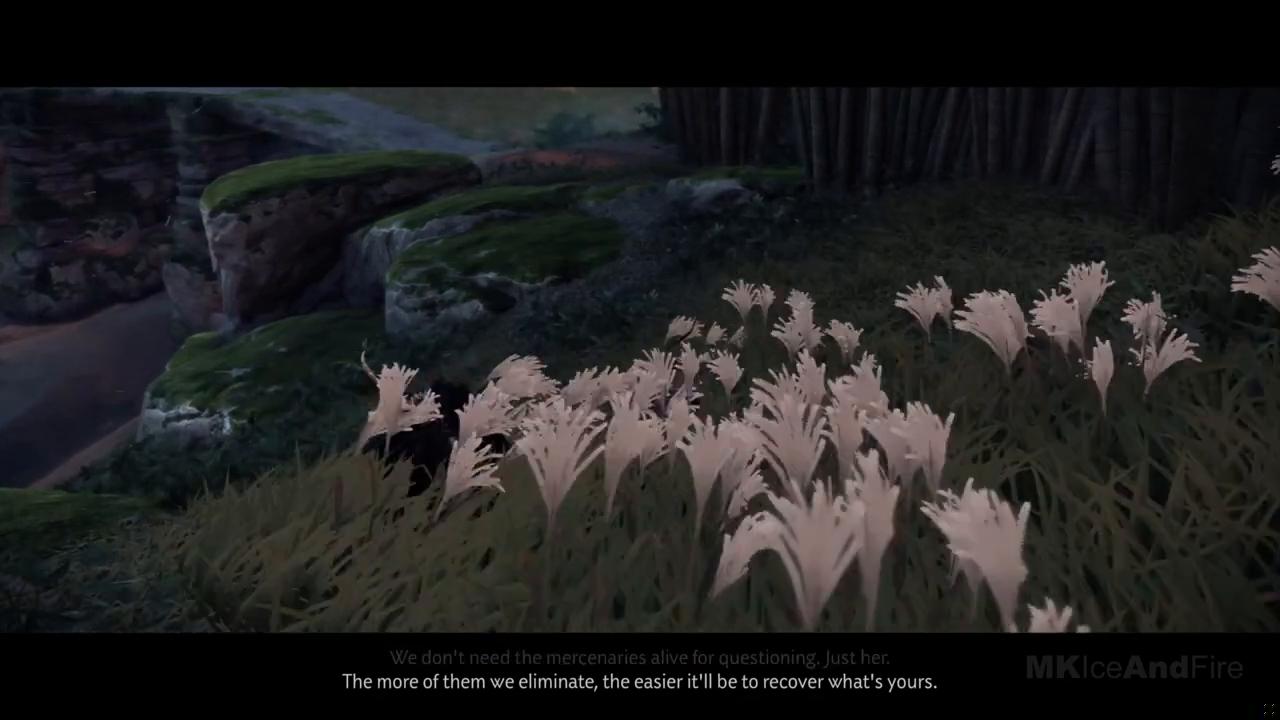 We don't need the mercenaries alive for questioning. Just her.
The more of them we eliminate, the easier it'll be to recover what's yours.
MKIceAndFire